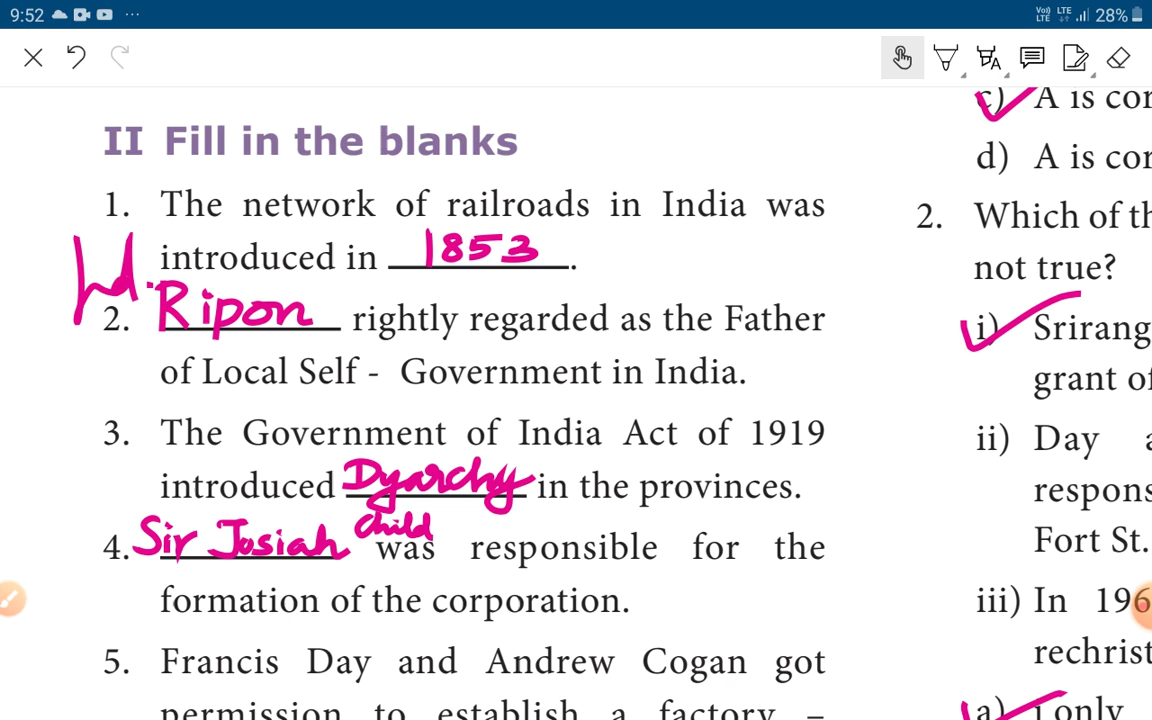 9:52 ... Vo) LTE LTE 28%
II Fill in the blanks
1. The network of railroads in India was
introduced in 1853.
Ld.
2. Ripon rightly regarded as the Father
of Local Self - Government in India.
3. The Government of India Act of 1919
introduced Dyarchy in the provinces.
4. Sir Josiah child was responsible for the
formation of the corporation.
5. Francis Day and Andrew Cogan got
permission to establish a factory –
c) A is cor
d) A is cor
2. Which of th
not true?
i) Srirang
grant of
ii) Day a
respons
Fort St.
iii) In 196
rechrist
a) i only